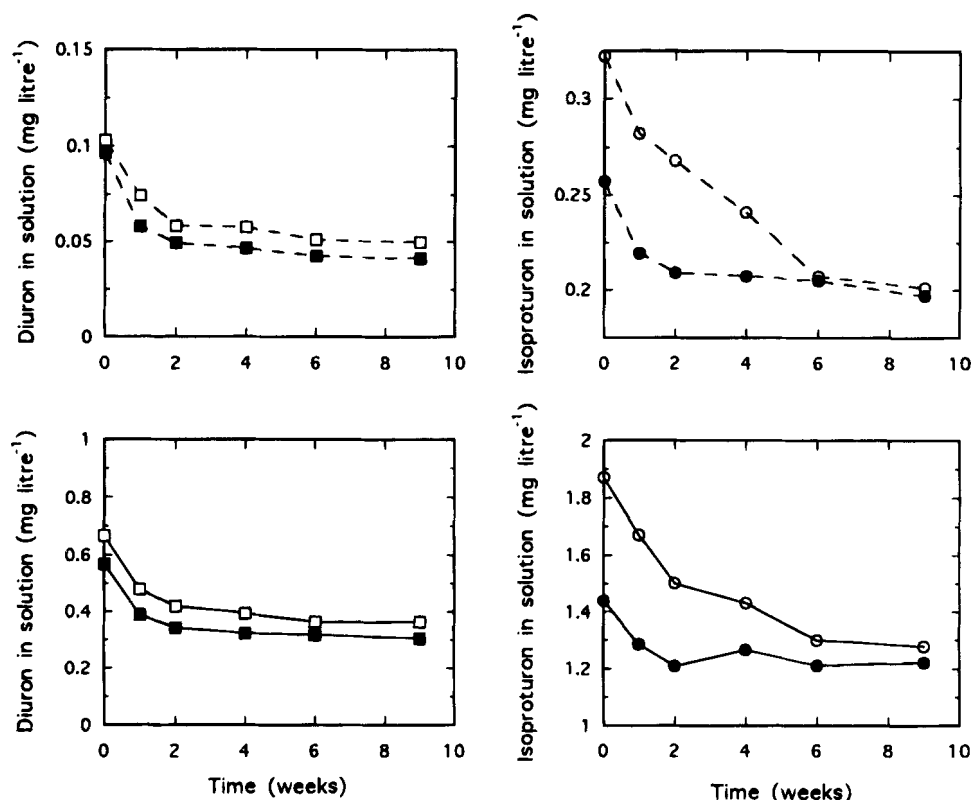 Diuron in solution (mg litre⁻¹)
0.15
0.1
0.05
0
0 2 4 6 8 10
Isoproturon in solution (mg litre⁻¹)
0.3
0.25
0.2
0 2 4 6 8 10
Diuron in solution (mg litre⁻¹)
1
0.8
0.6
0.4
0.2
0
0 2 4 6 8 10
Time (weeks)
Isoproturon in solution (mg litre⁻¹)
2
1.8
1.6
1.4
1.2
1
0 2 4 6 8 10
Time (weeks)